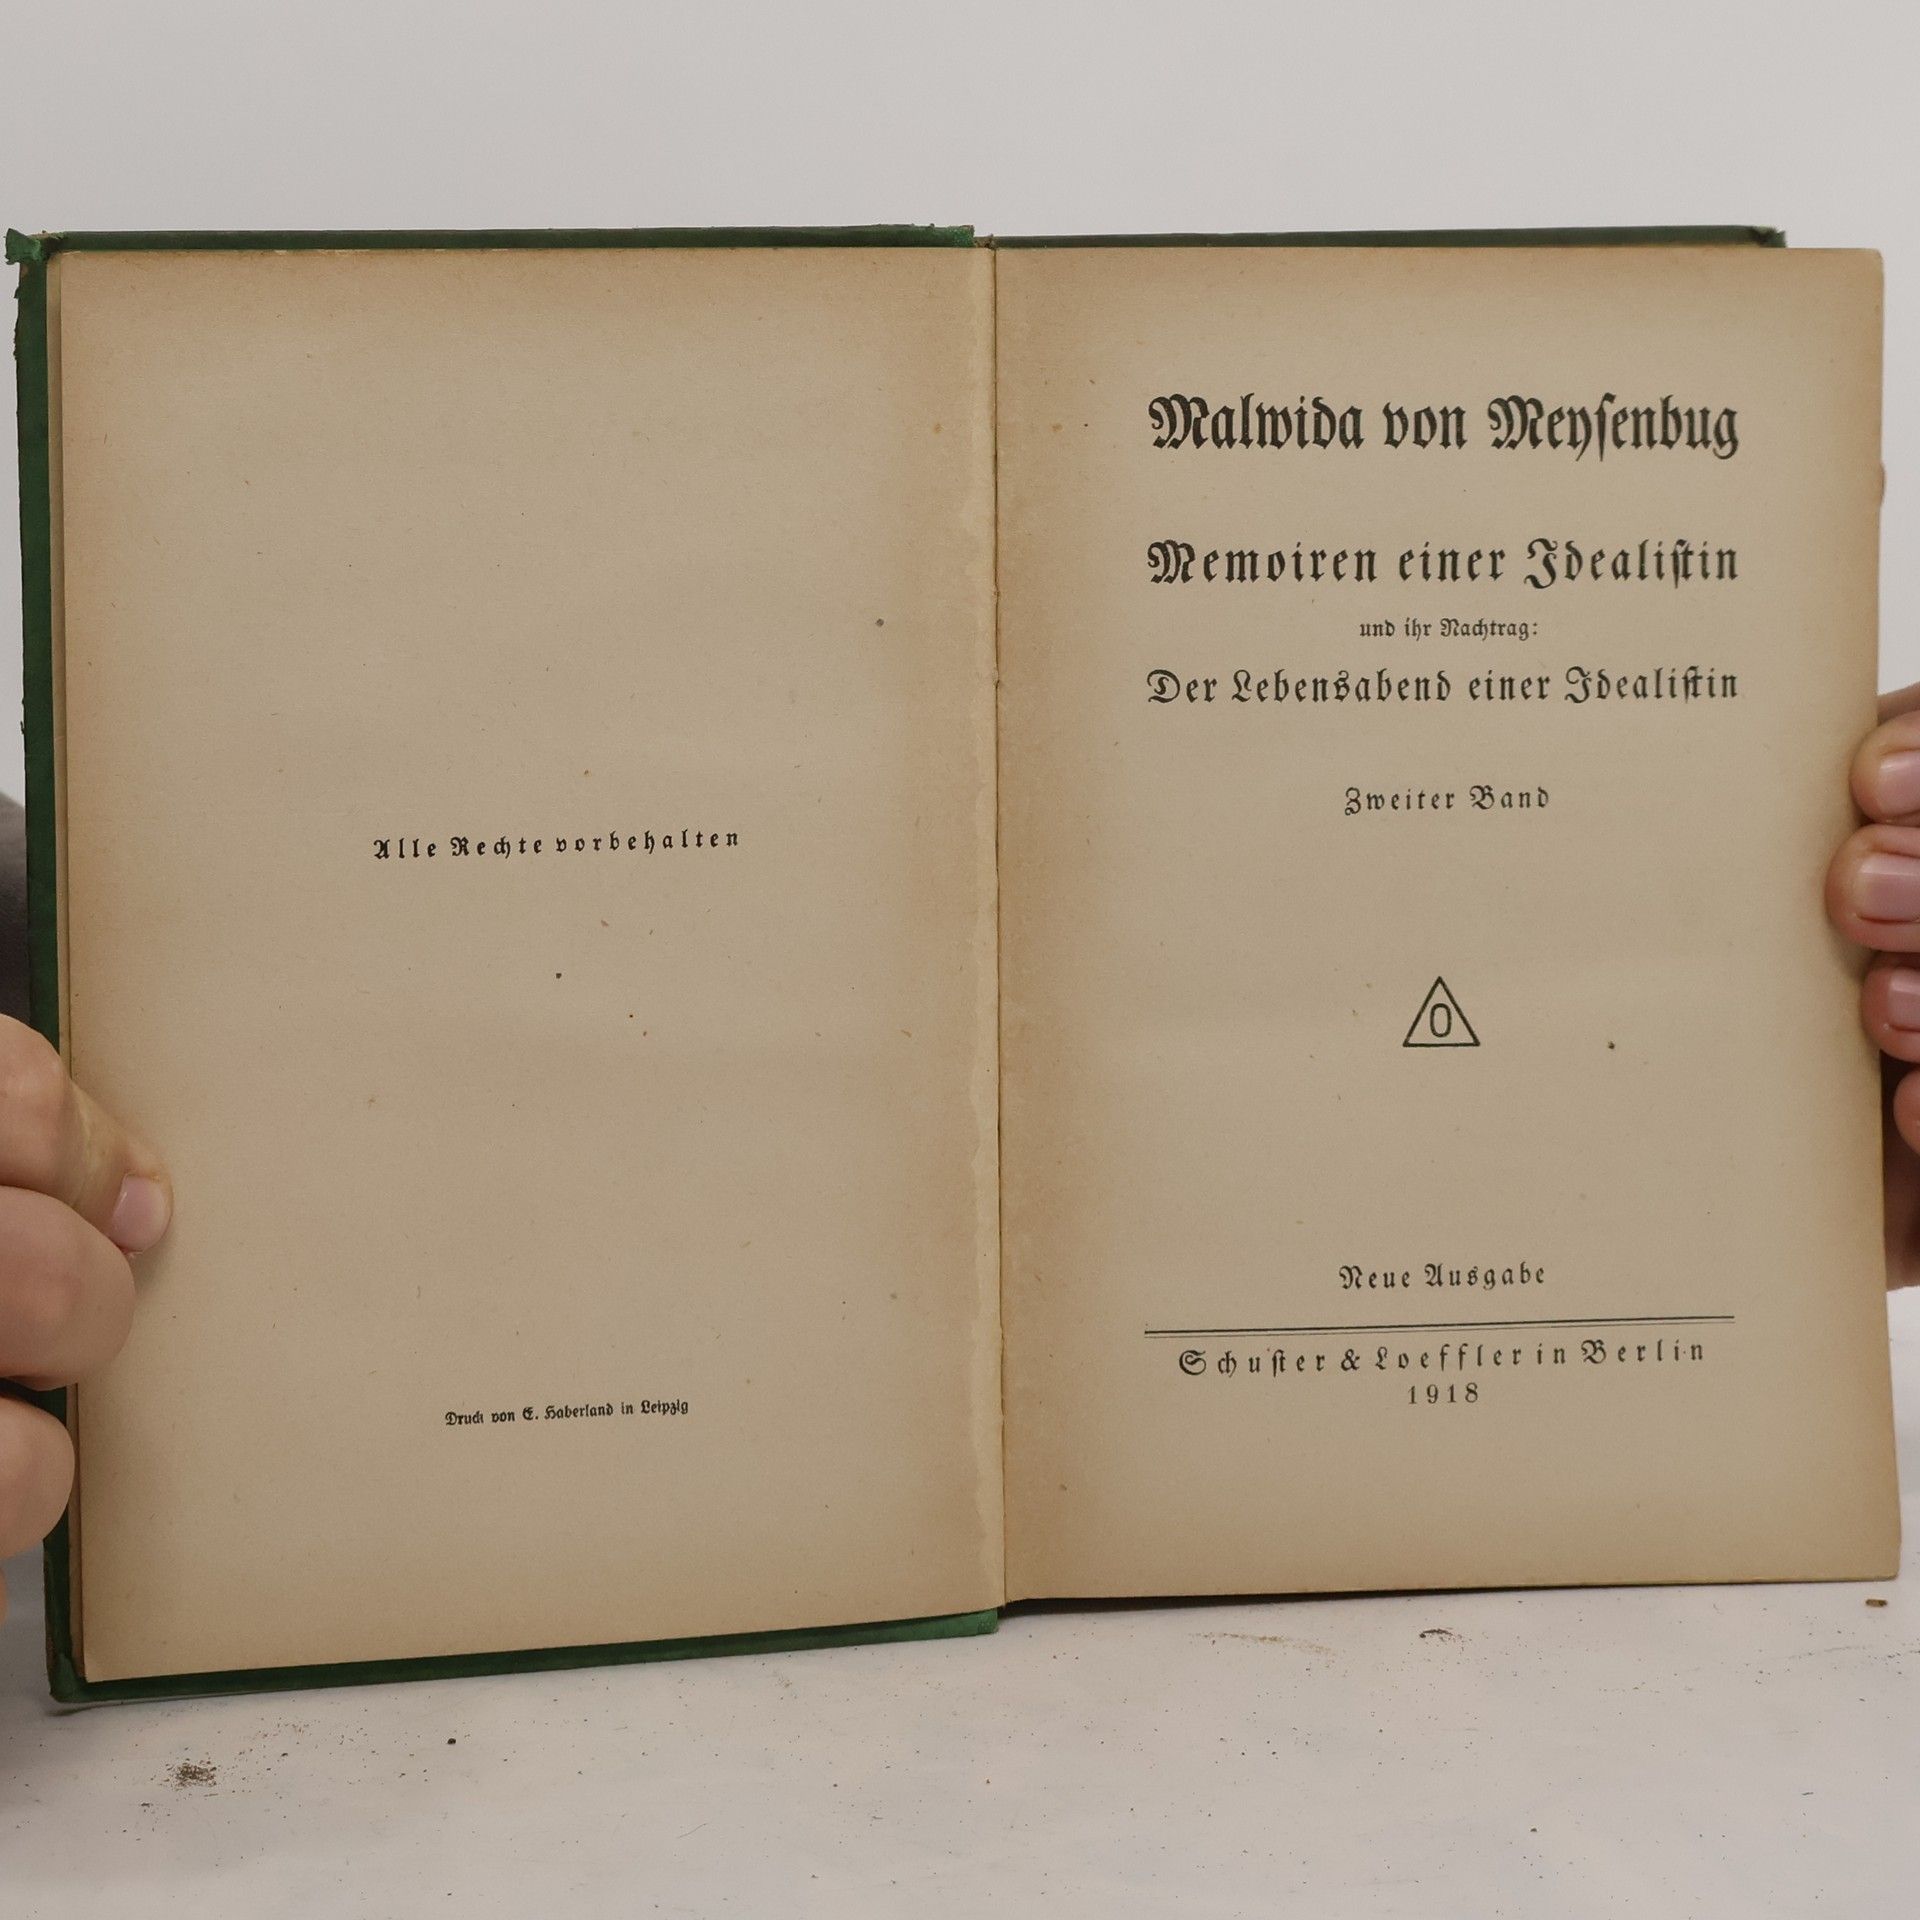 Alle Rechte vorbehalten
Druck von E. Haberland in Leipzig
Malwida von Meyſenbug
Memoiren einer Idealiſtin
und ihr Nachtrag:
Der Lebensabend einer Idealiſtin
Zweiter Band
O
Neue Ausgabe
Schuſter & Loeffler in Berlin
1918